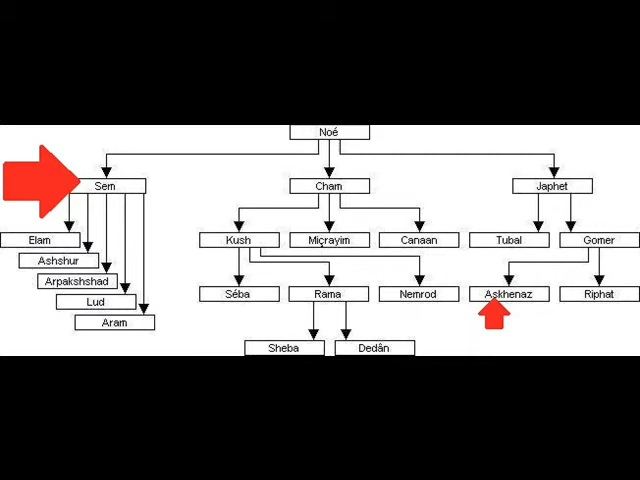 Noé
Sem
Cham
Japhet
Elam
Kush
Miçrayim
Canaan
Tubal
Gomer
Ashshur
Arpakshshad
Séba
Rama
Nemrod
Askhenaz
Riphat
Lud
Aram
Sheba
Dedân